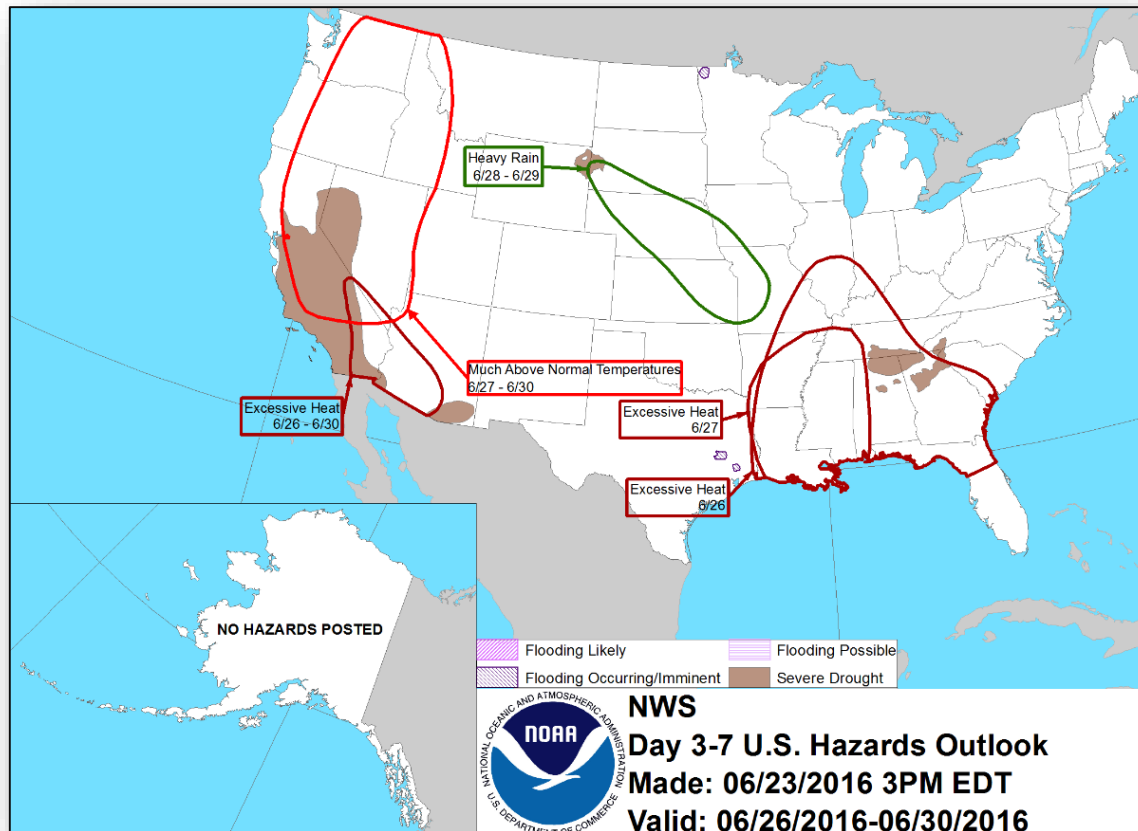 Heavy Rain
6/28 - 6/29
Much Above Normal Temperatures
6/27 - 6/30
Excessive Heat
6/26 - 6/30
Excessive Heat
6/27
Excessive Heat
6/26
NO HAZARDS POSTED
Flooding Likely
Flooding Possible
Flooding Occurring/Imminent
Severe Drought
NATIONAL OCEANIC AND ATMOSPHERIC ADMINISTRATION
NOAA
U.S. DEPARTMENT OF COMMERCE
NWS
Day 3-7 U.S. Hazards Outlook
Made: 06/23/2016 3PM EDT
Valid: 06/26/2016-06/30/2016